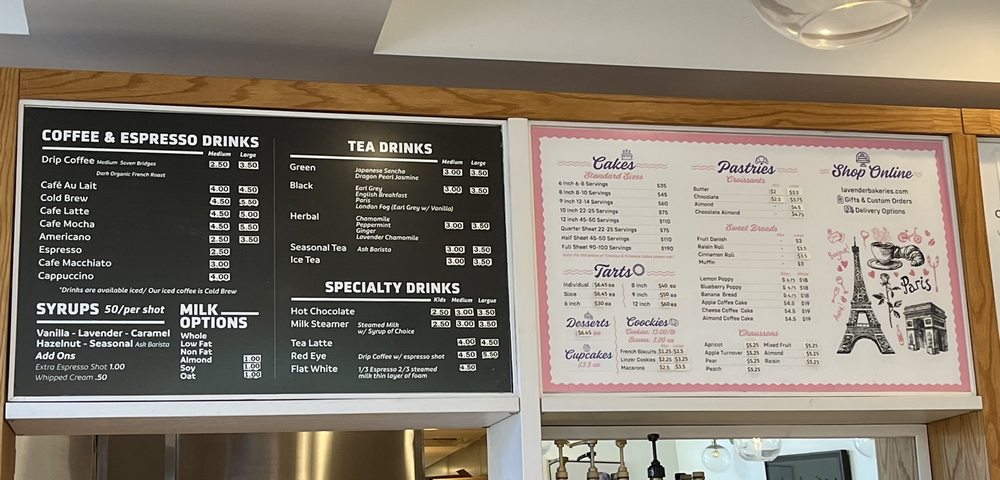 COFFEE & ESPRESSO DRINKS
Medium Large
Drip Coffee Medium Seven Bridges 2.50 3.50
Dark Organic French Roast
Café Au Lait 4.00 4.50
Cold Brew 4.50 5.50
Cafe Latte 4.50 5.00
Cafe Mocha 4.50 5.50
Americano 2.50 3.50
Espresso 2.50
Cafe Macchiato 3.00
Cappuccino 4.00
*Drinks are available iced/ Our iced coffee is Cold Brew
SYRUPS 50/per shot
Vanilla - Lavender - Caramel
Hazelnut - Seasonal Ash Barista
Add Ons
Extra Espresso Shot 1.00
Whipped Cream .50
MILK
OPTIONS
Whole
Low Fat
Non Fat
Almond 1.00
Soy 1.00
Oat 1.00
TEA DRINKS
Medium Large
Green Japanese Sencha 3.00 3.50
Dragon Pearl Jasmine
Black Earl Grey 3.00 3.50
English Breakfast
Paris
London Fog (Earl Grey w/ Vanilla)
Herbal Chamomile
Peppermint 3.00 3.50
Ginger
Lavender Chamomile
Seasonal Tea Ash Barista 3.00 3.50
Ice Tea 3.00 3.50
SPECIALTY DRINKS
Kids Medium Largue
Hot Chocolate 2.50 3.00 3.50
Milk Steamer Steamed Milk 2.50 3.00 3.50
w/ Syrup of Choice
Tea Latte 4.00 4.50
Red Eye Drip Coffee w/ espresso shot 4.50 5.50
Flat White 1/3 Espresso 2/3 steamed 4.50
milk thin layer of foam
Cakes
Standard Sizes
6 Inch 6-8 Servings $35
8 Inch 8-10 Servings $45
9 Inch 12-14 Servings $60
10 Inch 22-25 Servings $75
12 Inch 45-50 Servings $110
Quarter Sheet 22-25 Servings $75
Half Sheet 45-50 Servings $110
Full Sheet 90-100 Servings $190
Tarts
Individual $6.45 ea
Slice $6.45 ea
6 inch $30 ea
8 inch $40 ea
9 inch $50 ea
10 inch $60 ea
Desserts
$6.45 ea
Cupcakes
$3.5 ea
Coockies
Cookies: 13.00/lb
Scones: 3.00 ea
French Biscuits $1.25 $2.5
Linzer Cookies $2.25 $3.25
Macarons $2.5 $3.5
Pastries
Croissants
Butter $2 $3.5
Chocolate $2.5 $3.75
Almond $4.5
Chocolate Almond $4.75
Sweet Breads
Fruit Danish $3
Raisin Roll $3.5
Cinnamon Roll $3.5
Muffin $3
Lemon Poppy $4.75 $18
Blueberry Poppy $4.75 $18
Banana Bread $4.75 $18
Apple Coffee Cake $4.5 $19
Cheese Coffee Cake $4.5 $19
Almond Coffee Cake $4.5 $19
Chaussons
Apricot $5.25 Mixed Fruit $5.25
Apple Turnover $5.25 Almond $5.25
Pear $5.25 Raisin $5.25
Peach $5.25
Shop Online
lavenderbakeries.com
Gifts & Custom Orders
Delivery Options
Paris